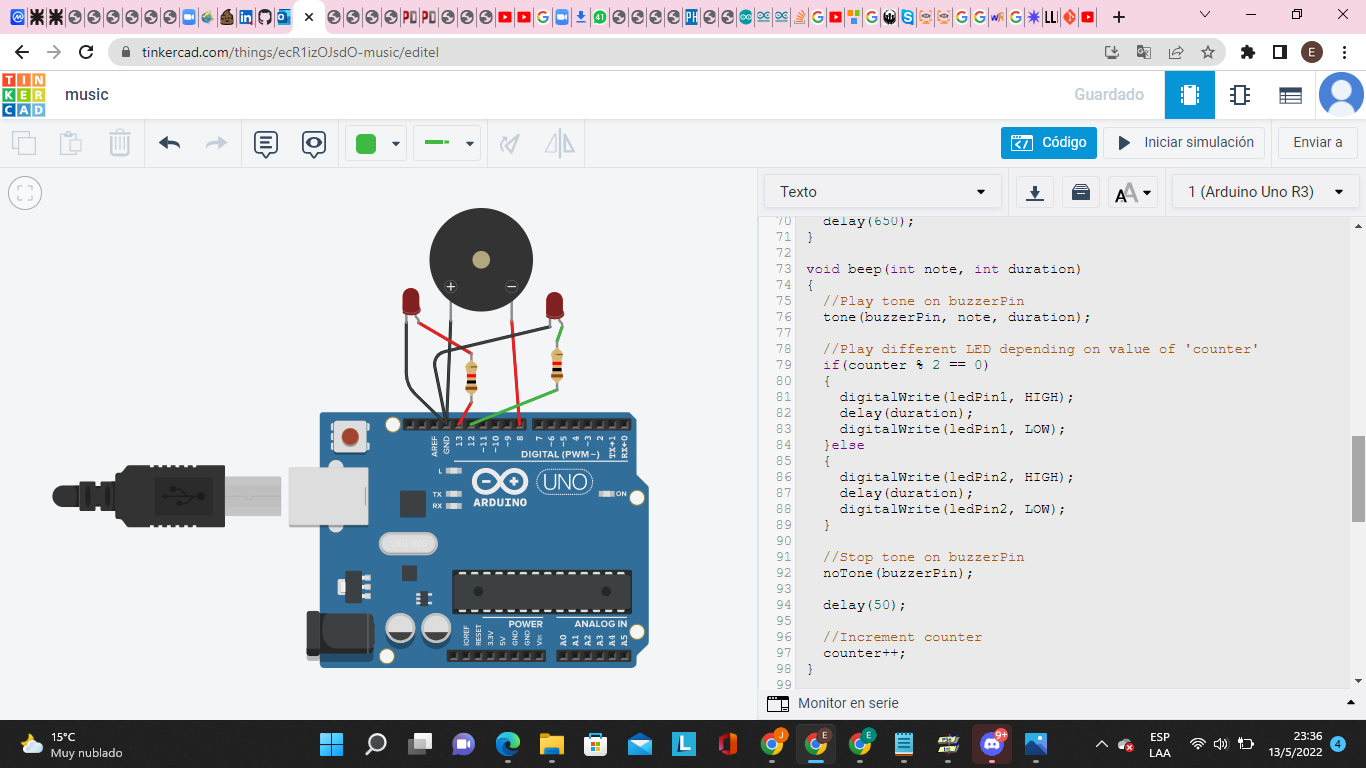 41
PD
PD
PH
WR
LL
tinkercad.com/things/ecR1izOJsdO-music/editel
E
TIN
KER
CAD
music
Guardado
Código
Iniciar simulación
Enviar a
Texto
1 (Arduino Uno R3)
70 delay(650);
71 }
72
73 void beep(int note, int duration)
74 {
75 //Play tone on buzzerPin
76 tone(buzzerPin, note, duration);
77
78 //Play different LED depending on value of 'counter'
79 if(counter % 2 == 0)
80 {
81 digitalWrite(ledPin1, HIGH);
82 delay(duration);
83 digitalWrite(ledPin1, LOW);
84 }else
85 {
86 digitalWrite(ledPin2, HIGH);
87 delay(duration);
88 digitalWrite(ledPin2, LOW);
89 }
90
91 //Stop tone on buzzerPin
92 noTone(buzzerPin);
93
94 delay(50);
95
96 //Increment counter
97 counter++;
98 }
99
Monitor en serie
AREF
GND
13
12
~11
~10
~9
8
7
~6
~5
4
~3
2
TX→1
RX←0
DIGITAL (PWM~)
L
TX
RX
ARDUINO
UNO
ON
POWER
ANALOG IN
IOREF
RESET
3.3V
5V
GND
GND
Vin
A0
A1
A2
A3
A4
A5
15°C
Muy nublado
L
J
E
E
9+
ESP
LAA
23:36
13/5/2022
4